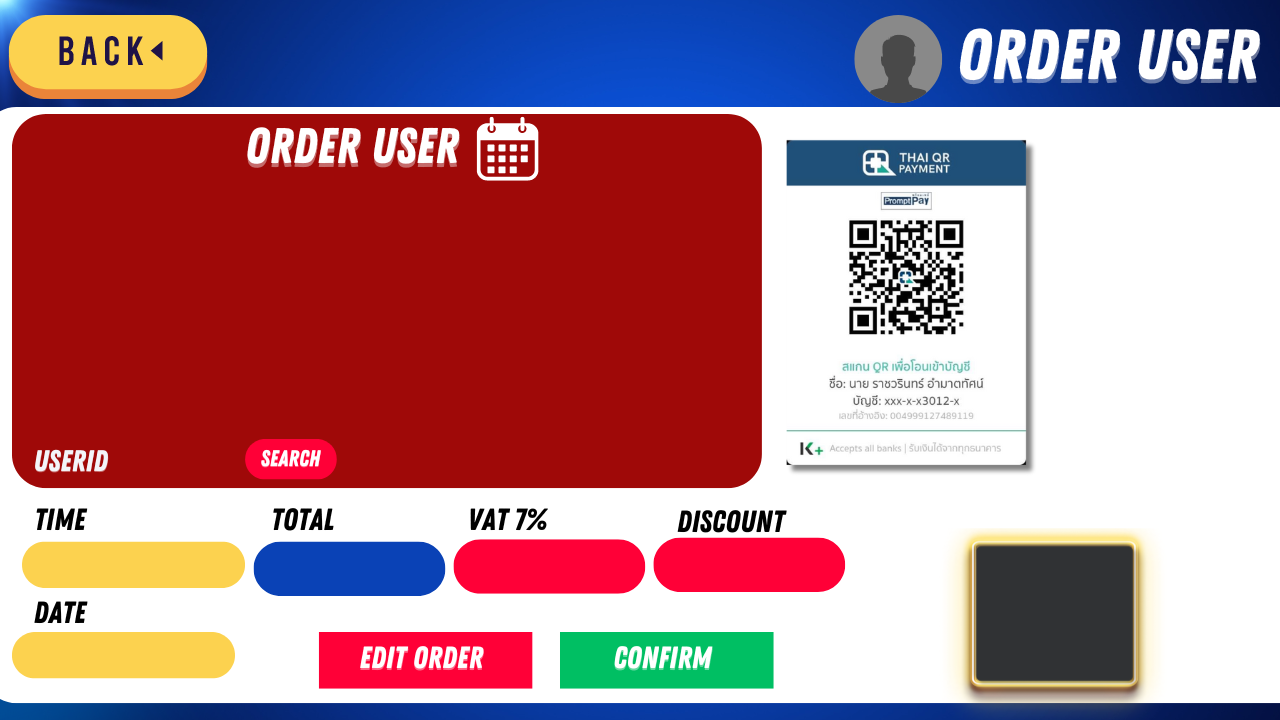 BACK
ORDER USER
ORDER USER
THAI QR
PAYMENT
PromptPay
สแกน QR เพื่อโอนเข้าบัญชี
ชื่อ: นาย ราชวรินทร์ อำมาตทัศน์
บัญชี: xxx-x-x3012-x
เลขที่อ้างอิง: 004999127489119
K+ Accepts all banks | รับเงินได้จากทุกธนาคาร
USERID
SEARCH
TIME
TOTAL
VAT 7%
DISCOUNT
DATE
EDIT ORDER
CONFIRM